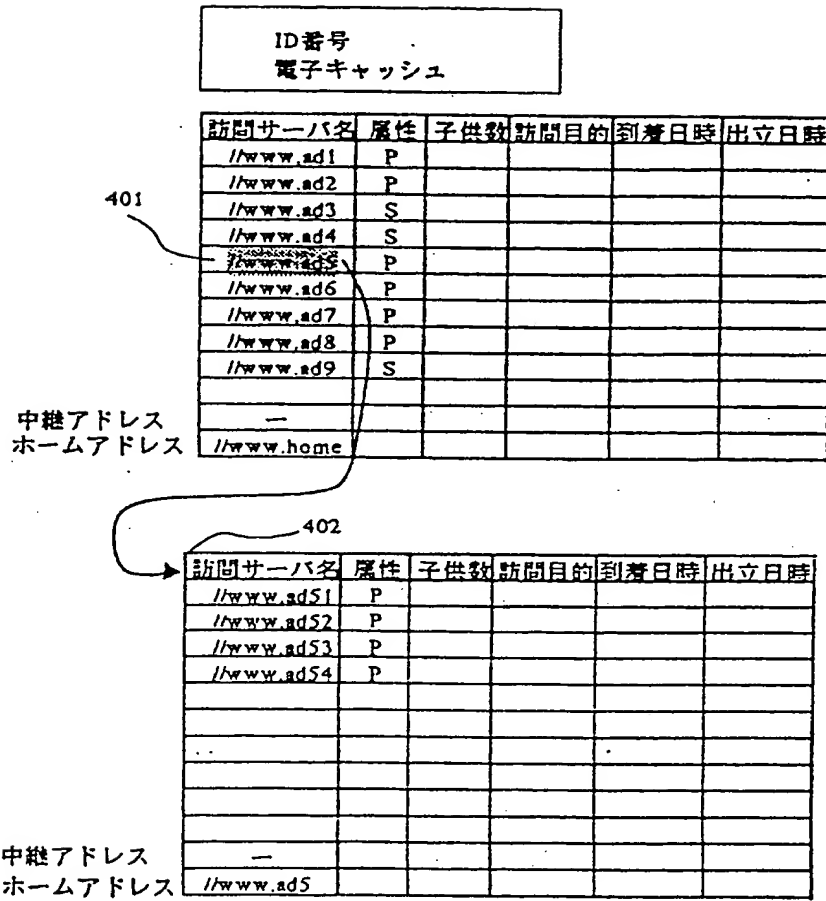 ID番号
電子キャッシュ
訪問サーバ名 属性 子供数 訪問目的 到着日時 出立日時
//www.ad1 P
//www.ad2 P
401
//www.ad3 S
//www.ad4 S
//www.ad5 P
//www.ad6 P
//www.ad7 P
//www.ad8 P
//www.ad9 S
中継アドレス ー
ホームアドレス //www.home
402
訪問サーバ名 属性 子供数 訪問目的 到着日時 出立日時
//www.ad51 P
//www.ad52 P
//www.ad53 P
//www.ad54 P
中継アドレス ー
ホームアドレス //www.ad5